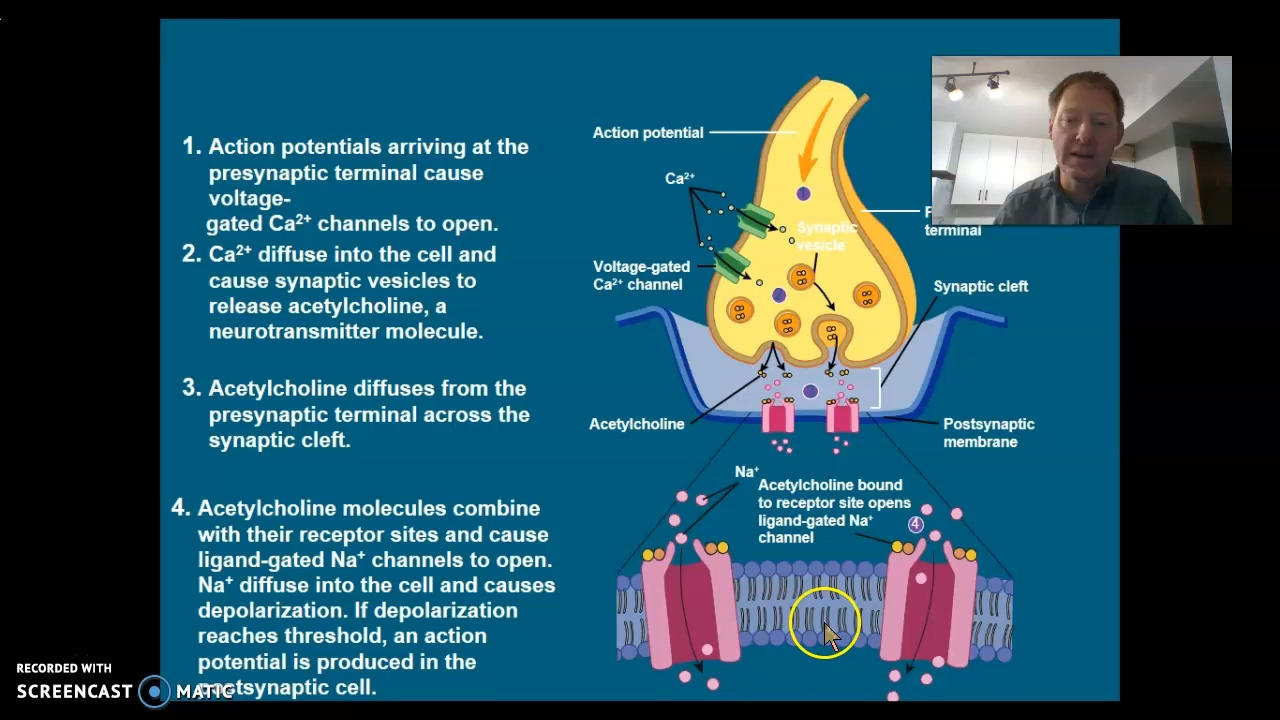 1. Action potentials arriving at the
presynaptic terminal cause
voltage-
gated Ca²⁺ channels to open.
2. Ca²⁺ diffuse into the cell and
cause synaptic vesicles to
release acetylcholine, a
neurotransmitter molecule.
3. Acetylcholine diffuses from the
presynaptic terminal across the
synaptic cleft.
4. Acetylcholine molecules combine
with their receptor sites and cause
ligand-gated Na⁺ channels to open.
Na⁺ diffuse into the cell and causes
depolarization. If depolarization
reaches threshold, an action
potential is produced in the
postsynaptic cell.
Action potential
Ca²⁺
1
Synaptic
vesicle
terminal
Voltage-gated
Ca²⁺ channel
Synaptic cleft
Acetylcholine
Postsynaptic
membrane
Na⁺
Acetylcholine bound
to receptor site opens
ligand-gated Na⁺
channel
4
RECORDED WITH
SCREENCAST MATIC